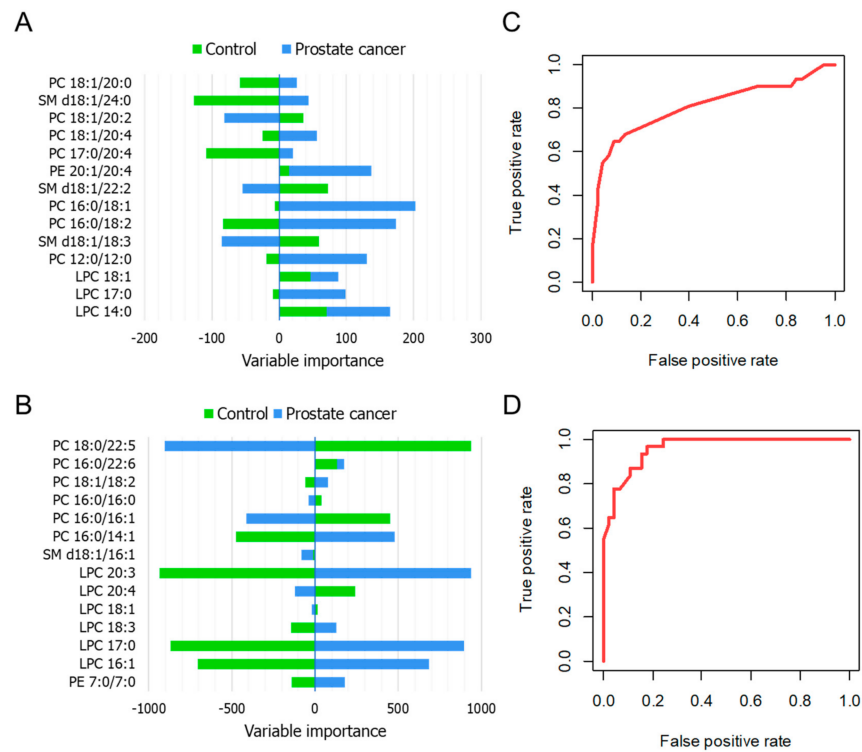 A
Control Prostate cancer
PC 18:1/20:0
SM d18:1/24:0
PC 18:1/20:2
PC 18:1/20:4
PC 17:0/20:4
PE 20:1/20:4
SM d18:1/22:2
PC 16:0/18:1
PC 16:0/18:2
SM d18:1/18:3
PC 12:0/12:0
LPC 18:1
LPC 17:0
LPC 14:0
-200 -100 0 100 200 300
Variable importance
C
True positive rate
0.0 0.2 0.4 0.6 0.8 1.0
0.0 0.2 0.4 0.6 0.8 1.0
False positive rate
B
Control Prostate cancer
PC 18:0/22:5
PC 16:0/22:6
PC 18:1/18:2
PC 16:0/16:0
PC 16:0/16:1
PC 16:0/14:1
SM d18:1/16:1
LPC 20:3
LPC 20:4
LPC 18:1
LPC 18:3
LPC 17:0
LPC 16:1
PE 7:0/7:0
-1000 -500 0 500 1000
Variable importance
D
True positive rate
0.0 0.2 0.4 0.6 0.8 1.0
0.0 0.2 0.4 0.6 0.8 1.0
False positive rate